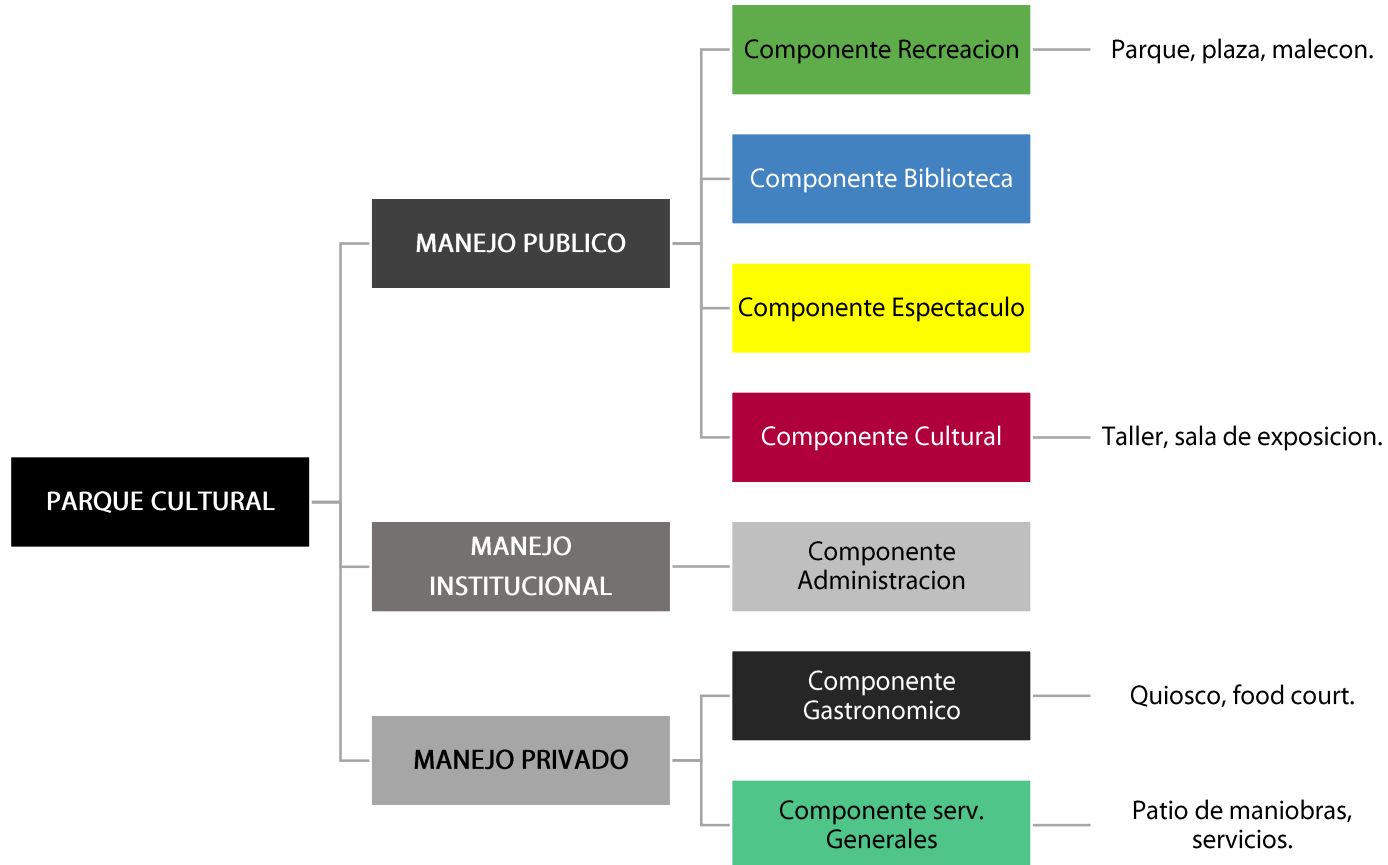 Componente Recreacion
Parque, plaza, malecon.
Componente Biblioteca
MANEJO PUBLICO
Componente Espectaculo
Componente Cultural
Taller, sala de exposicion.
PARQUE CULTURAL
MANEJO
INSTITUCIONAL
Componente
Administracion
Componente
Gastronomico
Quiosco, food court.
MANEJO PRIVADO
Componente serv.
Generales
Patio de maniobras,
servicios.